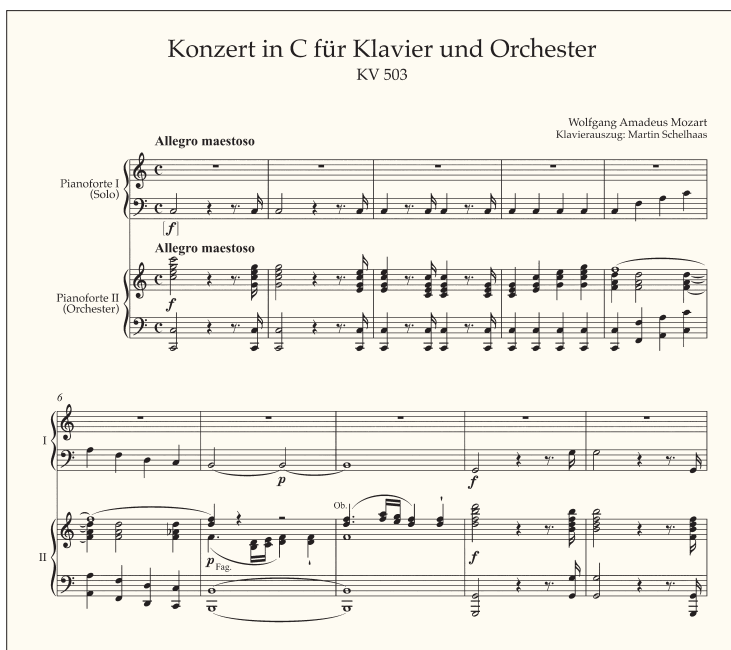 Konzert in C für Klavier und Orchester
KV 503
Wolfgang Amadeus Mozart
Klavierauszug: Martin Schelhaas
Allegro maestoso
Pianoforte I
(Solo)
[f]
Allegro maestoso
Pianoforte II
(Orchester)
f
6
I
p
f
Ob.
II
p
Fag.
f